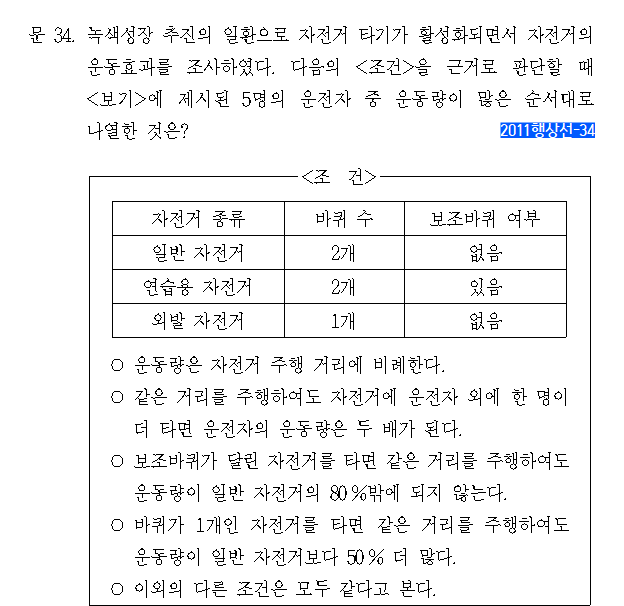 문 34. 녹색성장 추진의 일환으로 자전거 타기가 활성화되면서 자전거의
운동효과를 조사하였다. 다음의 <조건>을 근거로 판단할 때
<보기>에 제시된 5명의 운전자 중 운동량이 많은 순서대로
나열한 것은?
2011행상선-34
<조 건>
자전거 종류 바퀴 수 보조바퀴 여부
일반 자전거 2개 없음
연습용 자전거 2개 있음
외발 자전거 1개 없음
○ 운동량은 자전거 주행 거리에 비례한다.
○ 같은 거리를 주행하여도 자전거에 운전자 외에 한 명이
더 타면 운전자의 운동량은 두 배가 된다.
○ 보조바퀴가 달린 자전거를 타면 같은 거리를 주행하여도
운동량이 일반 자전거의 80%밖에 되지 않는다.
○ 바퀴가 1개인 자전거를 타면 같은 거리를 주행하여도
운동량이 일반 자전거보다 50% 더 많다.
○ 이외의 다른 조건은 모두 같다고 본다.